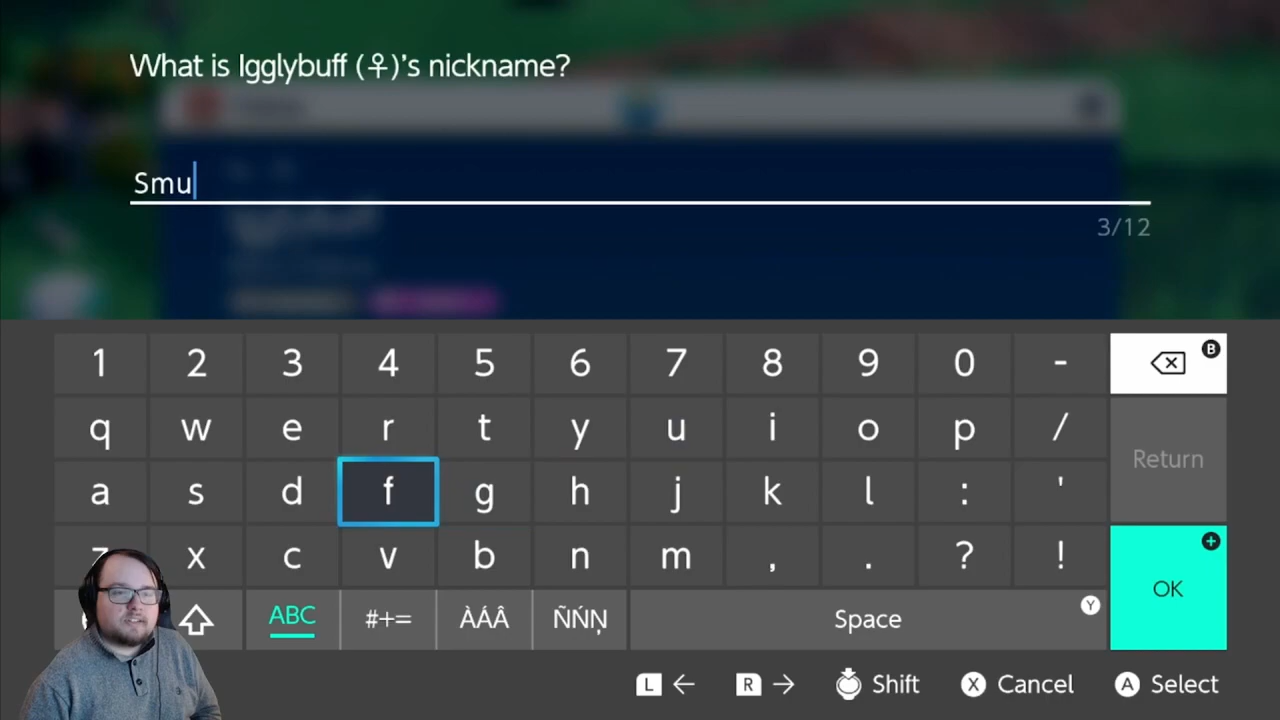 What is Igglybuff (♀)'s nickname?
Smu
3/12
1 2 3 4 5 6 7 8 9 0 - B
q w e r t y u i o p / Return
a s d f g h j k l : '
z x c v b n m , . ? ! + OK
ABC #+= ÀÁÂ ÑŃŅ Space Y
L ← R → Shift X Cancel A Select